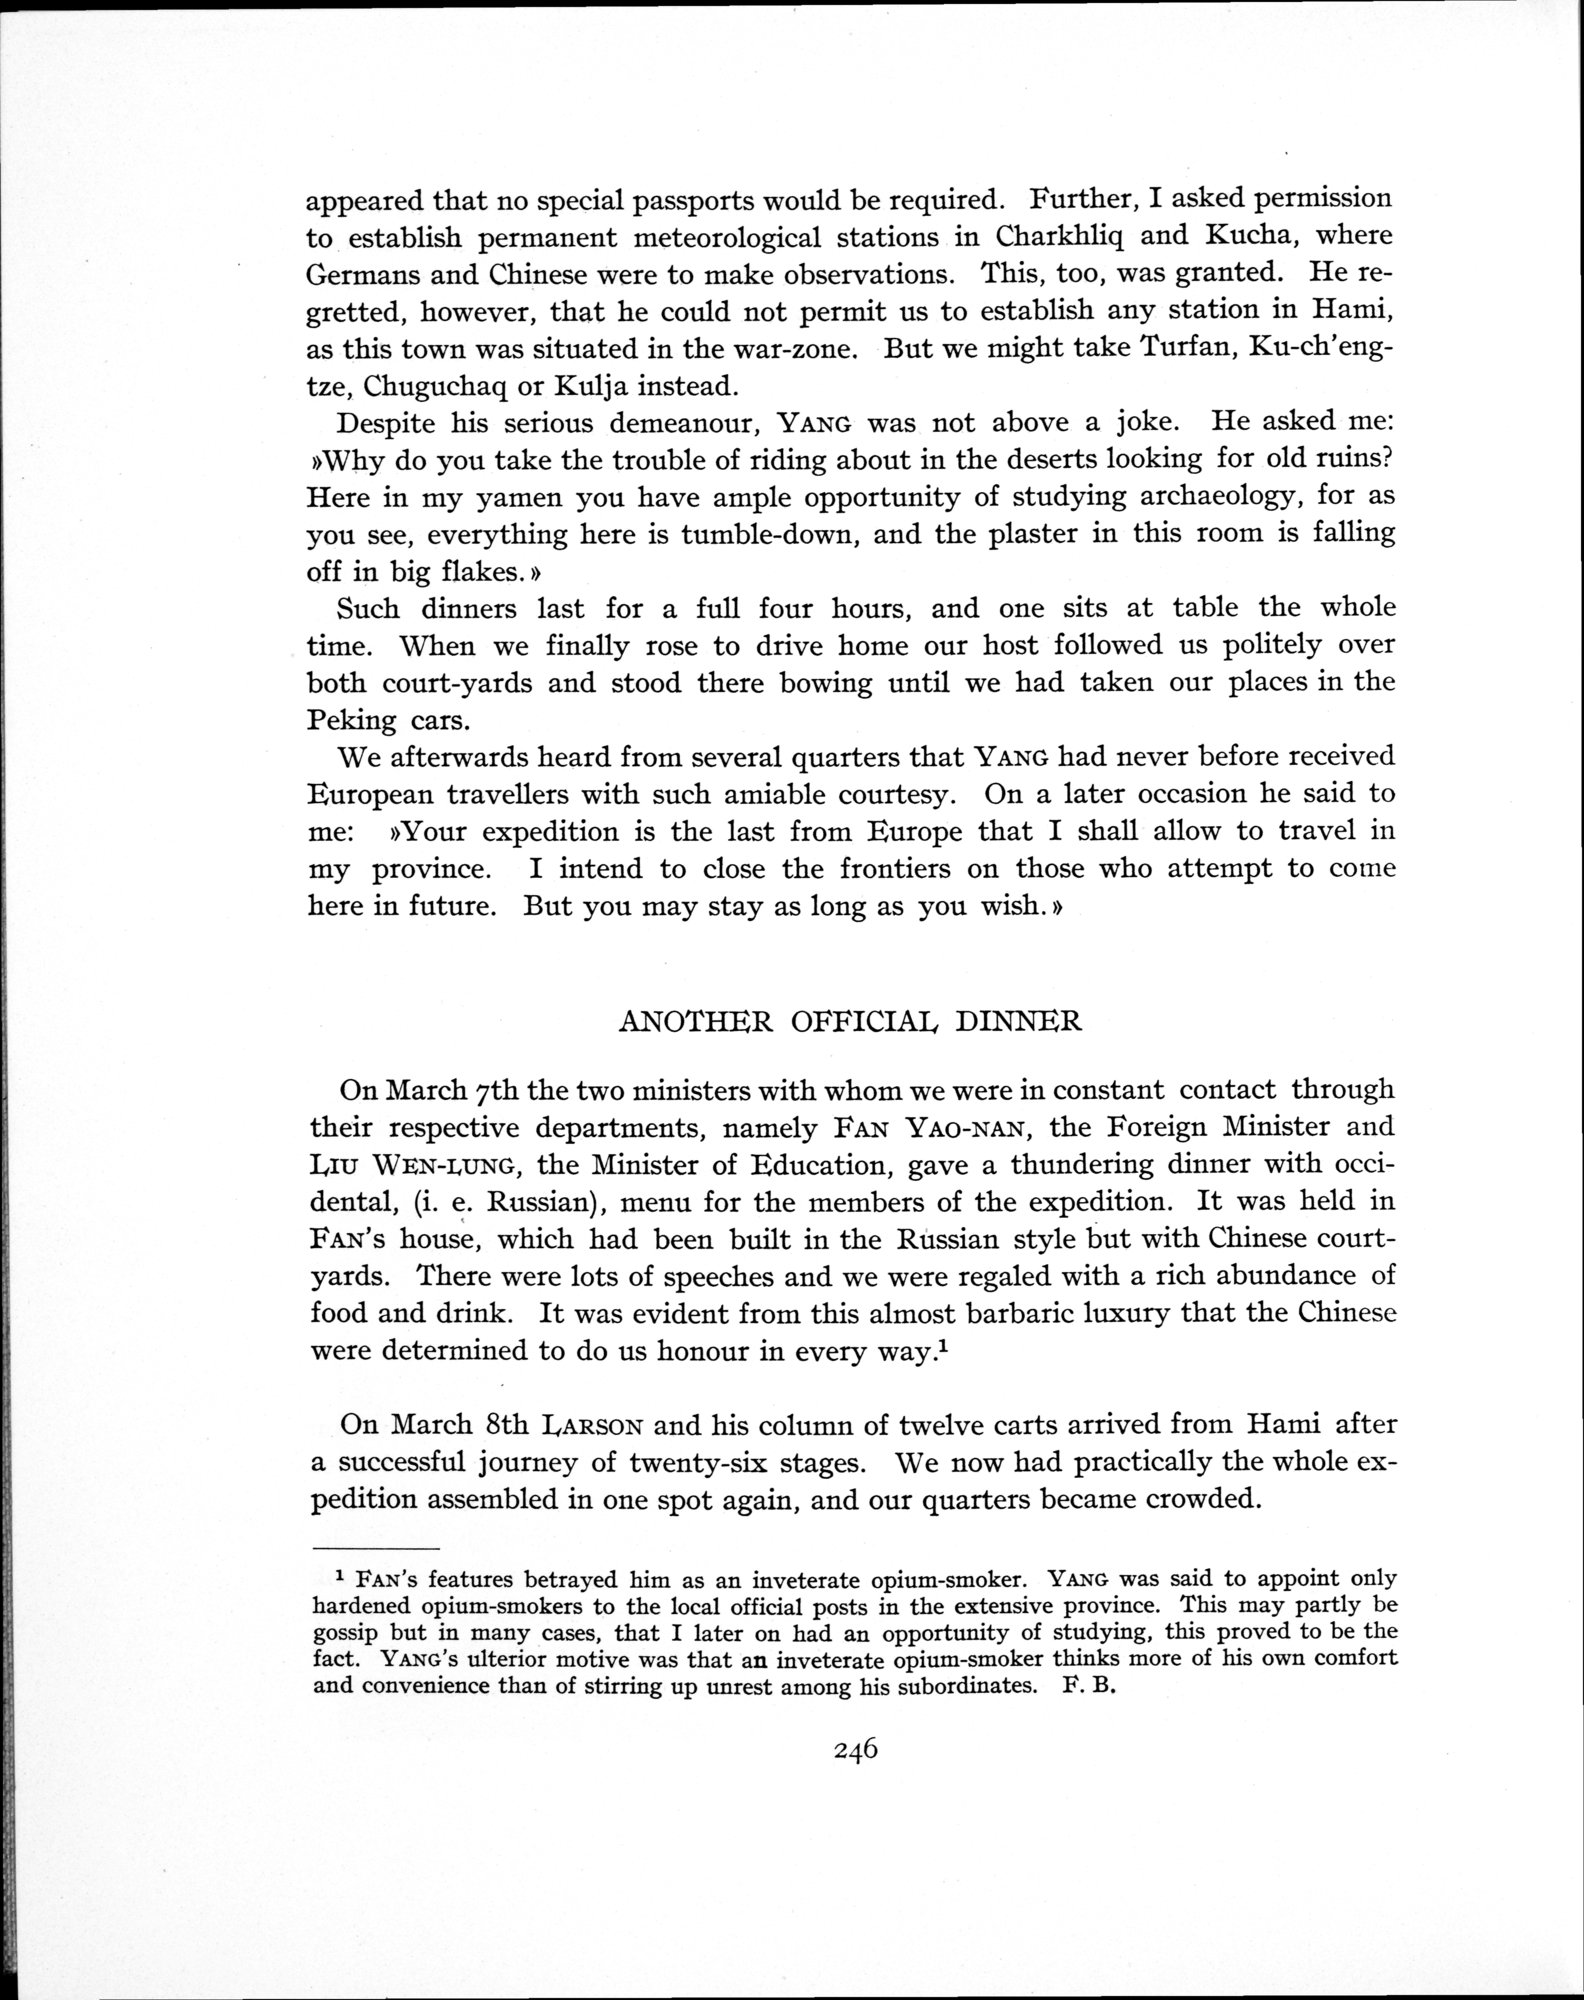 appeared that no special passports would be required. Further, I asked permission
to establish permanent meteorological stations in Charkhliq and Kucha, where
Germans and Chinese were to make observations. This, too, was granted. He re-
gretted, however, that he could not permit us to establish any station in Hami,
as this town was situated in the war-zone. But we might take Turfan, Ku-ch'eng-
tze, Chuguchaq or Kulja instead.
Despite his serious demeanour, YANG was not above a joke. He asked me:
»Why do you take the trouble of riding about in the deserts looking for old ruins?
Here in my yamen you have ample opportunity of studying archaeology, for as
you see, everything here is tumble-down, and the plaster in this room is falling
off in big flakes.»
Such dinners last for a full four hours, and one sits at table the whole
time. When we finally rose to drive home our host followed us politely over
both court-yards and stood there bowing until we had taken our places in the
Peking cars.
We afterwards heard from several quarters that YANG had never before received
European travellers with such amiable courtesy. On a later occasion he said to
me: »Your expedition is the last from Europe that I shall allow to travel in
my province. I intend to close the frontiers on those who attempt to come
here in future. But you may stay as long as you wish.»
ANOTHER OFFICIAL DINNER
On March 7th the two ministers with whom we were in constant contact through
their respective departments, namely FAN YAO-NAN, the Foreign Minister and
LIU WEN-LUNG, the Minister of Education, gave a thundering dinner with occi-
dental, (i. e. Russian), menu for the members of the expedition. It was held in
FAN's house, which had been built in the Russian style but with Chinese court-
yards. There were lots of speeches and we were regaled with a rich abundance of
food and drink. It was evident from this almost barbaric luxury that the Chinese
were determined to do us honour in every way.¹
On March 8th LARSON and his column of twelve carts arrived from Hami after
a successful journey of twenty-six stages. We now had practically the whole ex-
pedition assembled in one spot again, and our quarters became crowded.
¹ FAN's features betrayed him as an inveterate opium-smoker. YANG was said to appoint only
hardened opium-smokers to the local official posts in the extensive province. This may partly be
gossip but in many cases, that I later on had an opportunity of studying, this proved to be the
fact. YANG's ulterior motive was that an inveterate opium-smoker thinks more of his own comfort
and convenience than of stirring up unrest among his subordinates. F. B.
246